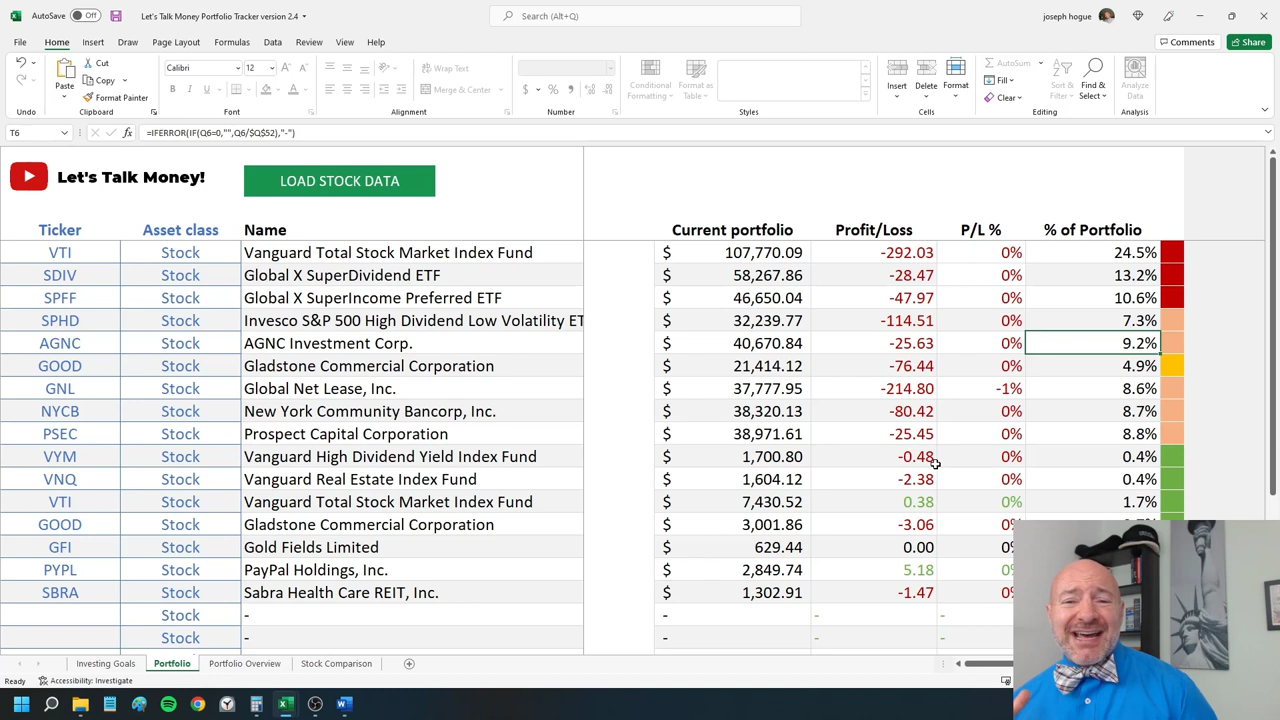 AutoSave Off Let's Talk Money Portfolio Tracker version 2.4 Search (Alt+Q) joseph hogue
File Home Insert Draw Page Layout Formulas Data Review View Help Comments Share
Paste Cut Copy Format Painter
Calibri 12
B I U
Wrap Text
Merge & Center
$ %
Conditional Formatting Format as Table
Insert Delete Format
AutoSum Fill Clear
Sort & Filter Find & Select
Analyze Data
Undo Clipboard Font Alignment Number Styles Cells Editing Analysis
T6 fx =IFERROR(IF(Q6=0,"",Q6/$Q$52),"-")
Let's Talk Money! LOAD STOCK DATA
Ticker Asset class Name Current portfolio Profit/Loss P/L % % of Portfolio
VTI Stock Vanguard Total Stock Market Index Fund $ 107,770.09 -292.03 0% 24.5%
SDIV Stock Global X SuperDividend ETF $ 58,267.86 -28.47 0% 13.2%
SPFF Stock Global X SuperIncome Preferred ETF $ 46,650.04 -47.97 0% 10.6%
SPHD Stock Invesco S&P 500 High Dividend Low Volatility ET $ 32,239.77 -114.51 0% 7.3%
AGNC Stock AGNC Investment Corp. $ 40,670.84 -25.63 0% 9.2%
GOOD Stock Gladstone Commercial Corporation $ 21,414.12 -76.44 0% 4.9%
GNL Stock Global Net Lease, Inc. $ 37,777.95 -214.80 -1% 8.6%
NYCB Stock New York Community Bancorp, Inc. $ 38,320.13 -80.42 0% 8.7%
PSEC Stock Prospect Capital Corporation $ 38,971.61 -25.45 0% 8.8%
VYM Stock Vanguard High Dividend Yield Index Fund $ 1,700.80 -0.48 0% 0.4%
VNQ Stock Vanguard Real Estate Index Fund $ 1,604.12 -2.38 0% 0.4%
VTI Stock Vanguard Total Stock Market Index Fund $ 7,430.52 0.38 0% 1.7%
GOOD Stock Gladstone Commercial Corporation $ 3,001.86 -3.06 0%
GFI Stock Gold Fields Limited $ 629.44 0.00 0%
PYPL Stock PayPal Holdings, Inc. $ 2,849.74 5.18 0%
SBRA Stock Sabra Health Care REIT, Inc. $ 1,302.91 -1.47 0%
Stock - - - -
Stock - - - -
Investing Goals Portfolio Portfolio Overview Stock Comparison
Ready Accessibility: Investigate